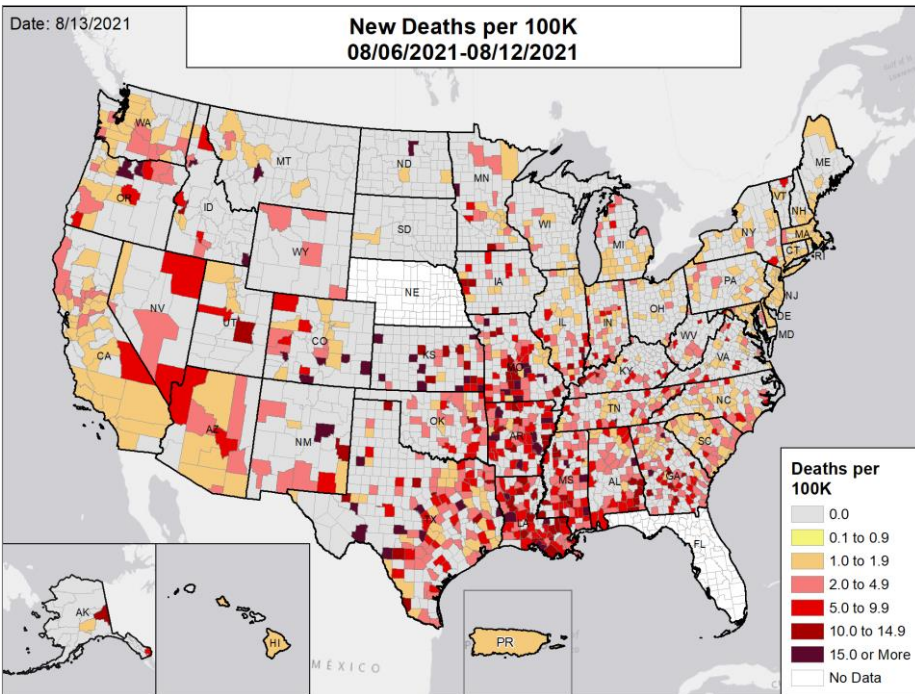 Date: 8/13/2021
New Deaths per 100K
08/06/2021-08/12/2021
WA
MT
ND
MN
ME
OR
ID
SD
WI
MI
VT
NH
NY
MA
CT
RI
WY
IA
NE
PA
NJ
NV
UT
CO
IL
IN
OH
DE
MD
WV
VA
CA
KS
MO
KY
NC
TN
AZ
NM
OK
AR
SC
MS
AL
GA
TX
LA
FL
AK
HI
PR
MÉXICO
Deaths per
100K
0.0
0.1 to 0.9
1.0 to 1.9
2.0 to 4.9
5.0 to 9.9
10.0 to 14.9
15.0 or More
No Data